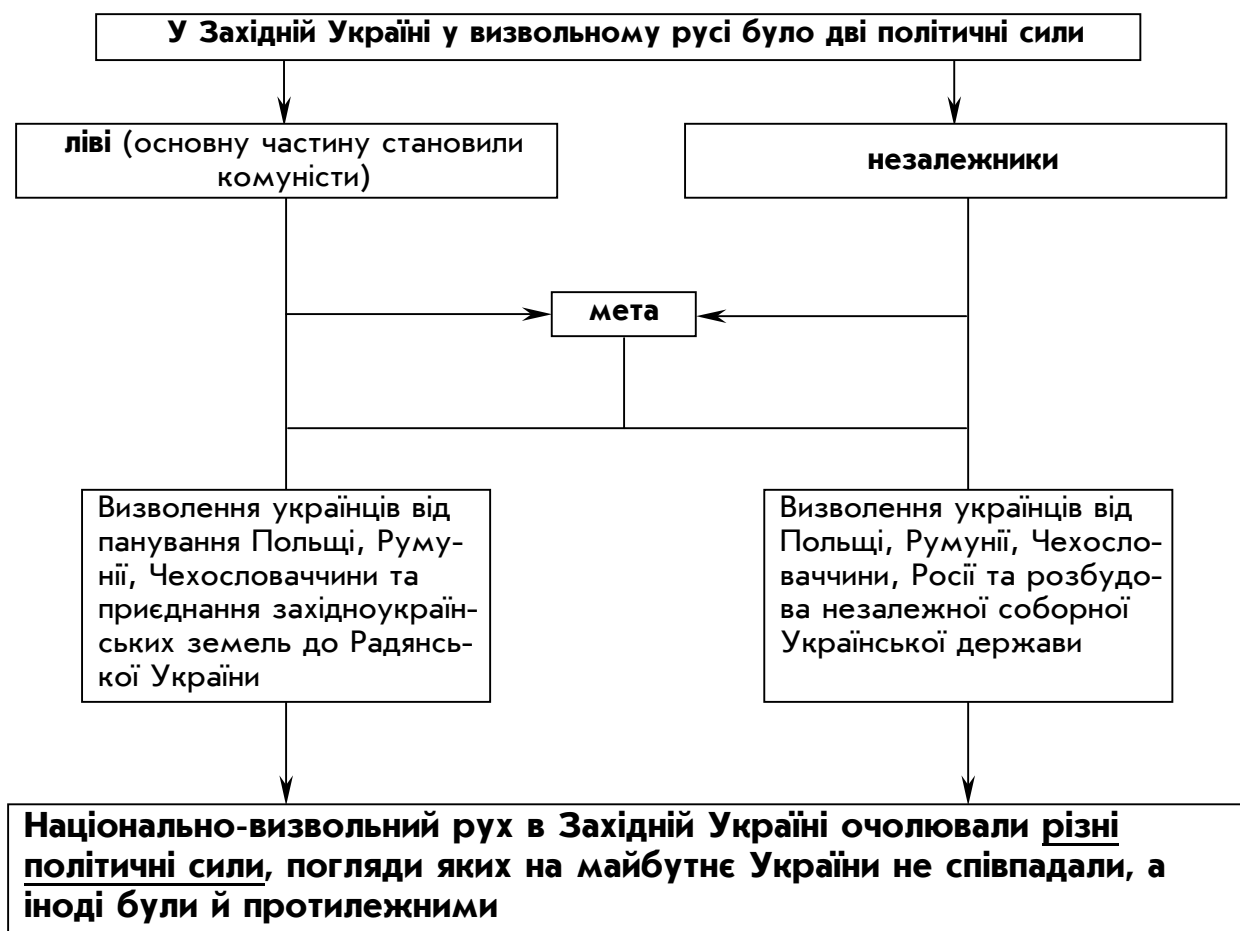 У Західній Україні у визвольному русі було дві політичні сили
ліві (основну частину становили
комуністи)
незалежники
мета
Визволення українців від
панування Польщі, Руму-
нії, Чехословаччини та
приєднання західноукраїн-
ських земель до Радянсь-
кої України
Визволення українців від
Польщі, Румунії, Чехосло-
ваччини, Росії та розбудо-
ва незалежної соборної
Української держави
Національно-визвольний рух в Західній Україні очолювали різні
політичні сили, погляди яких на майбутнє України не співпадали, а
іноді були й протилежними